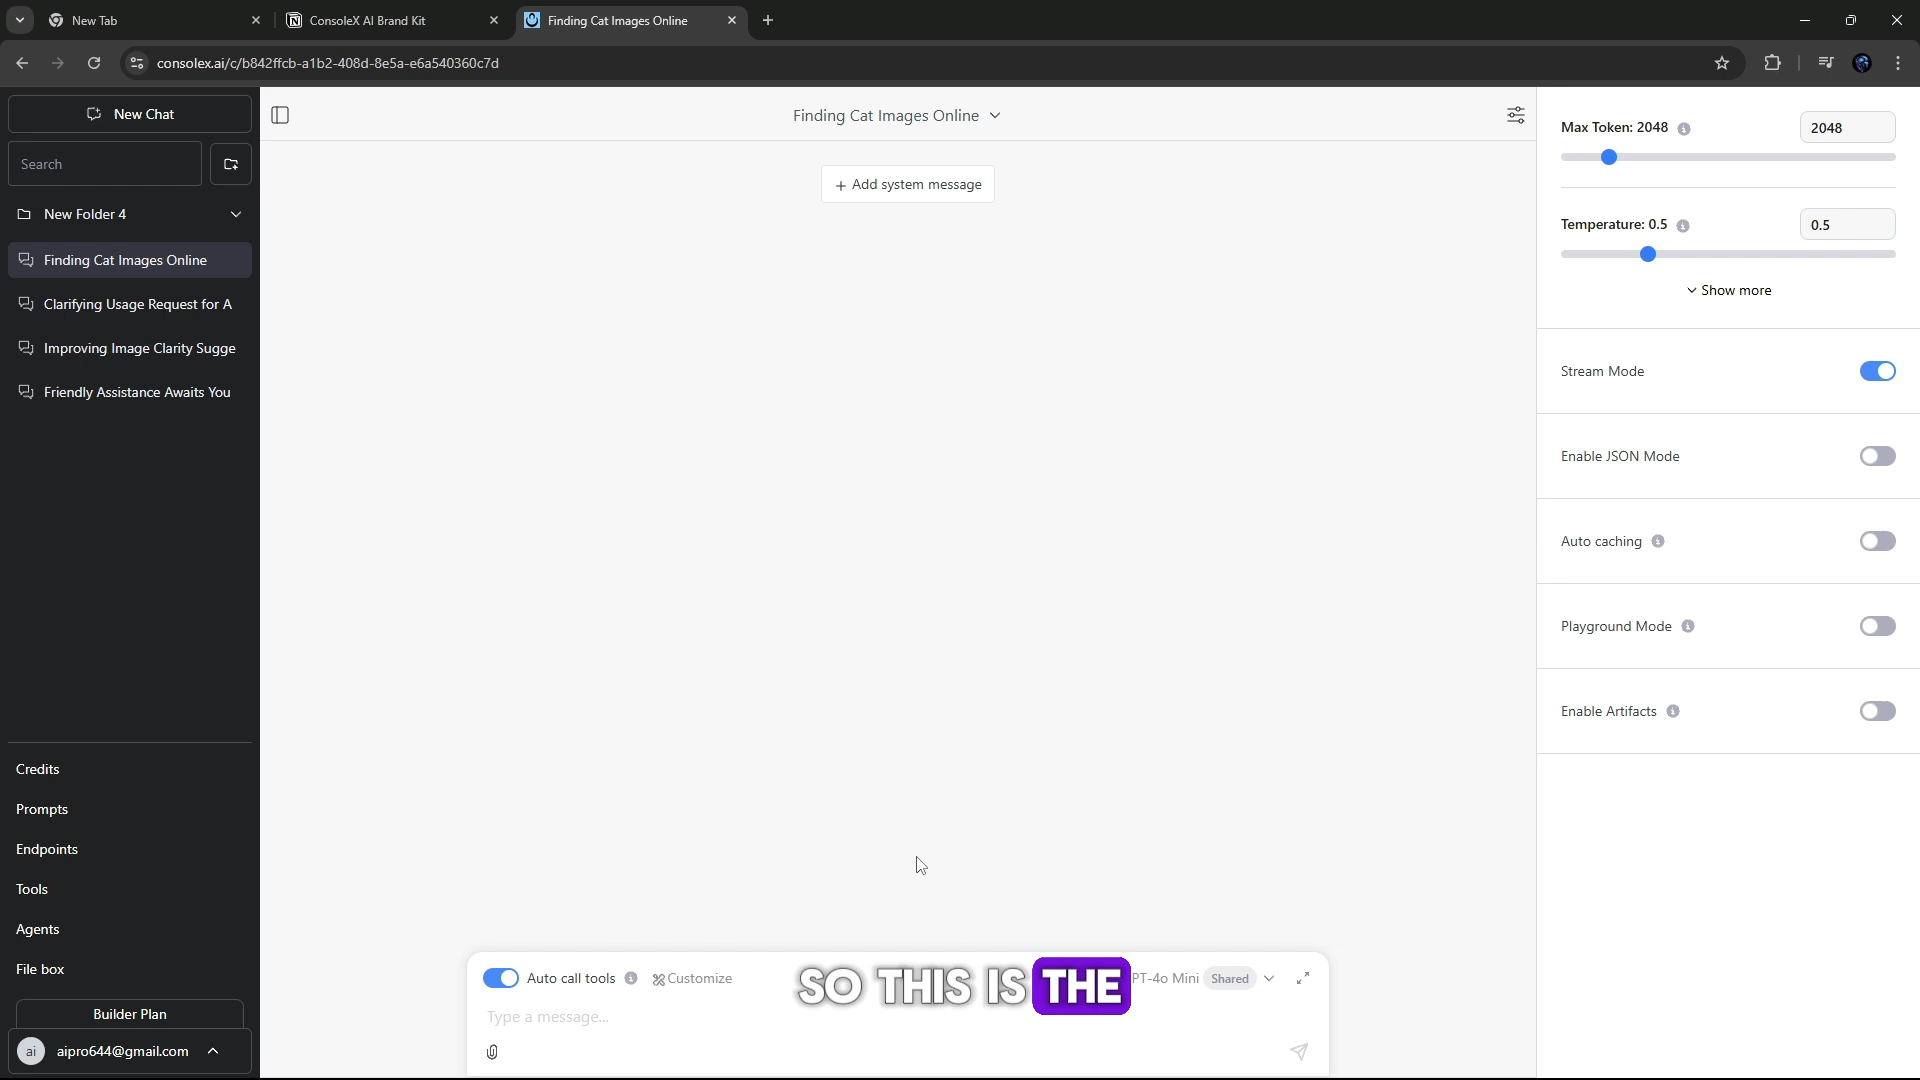 New Tab
ConsoleX AI Brand Kit
Finding Cat Images Online
consolex.ai/c/b842ffcb-a1b2-408d-8e5a-e6a540360c7d
New Chat
Search
New Folder 4
Finding Cat Images Online
Clarifying Usage Request for A
Improving Image Clarity Sugge
Friendly Assistance Awaits You
Credits
Prompts
Endpoints
Tools
Agents
File box
Builder Plan
ai aipro644@gmail.com
Finding Cat Images Online
+ Add system message
Auto call tools
Customize
PT-4o Mini Shared
SO THIS IS THE
Type a message...
Max Token: 2048
2048
Temperature: 0.5
0.5
Show more
Stream Mode
Enable JSON Mode
Auto caching
Playground Mode
Enable Artifacts